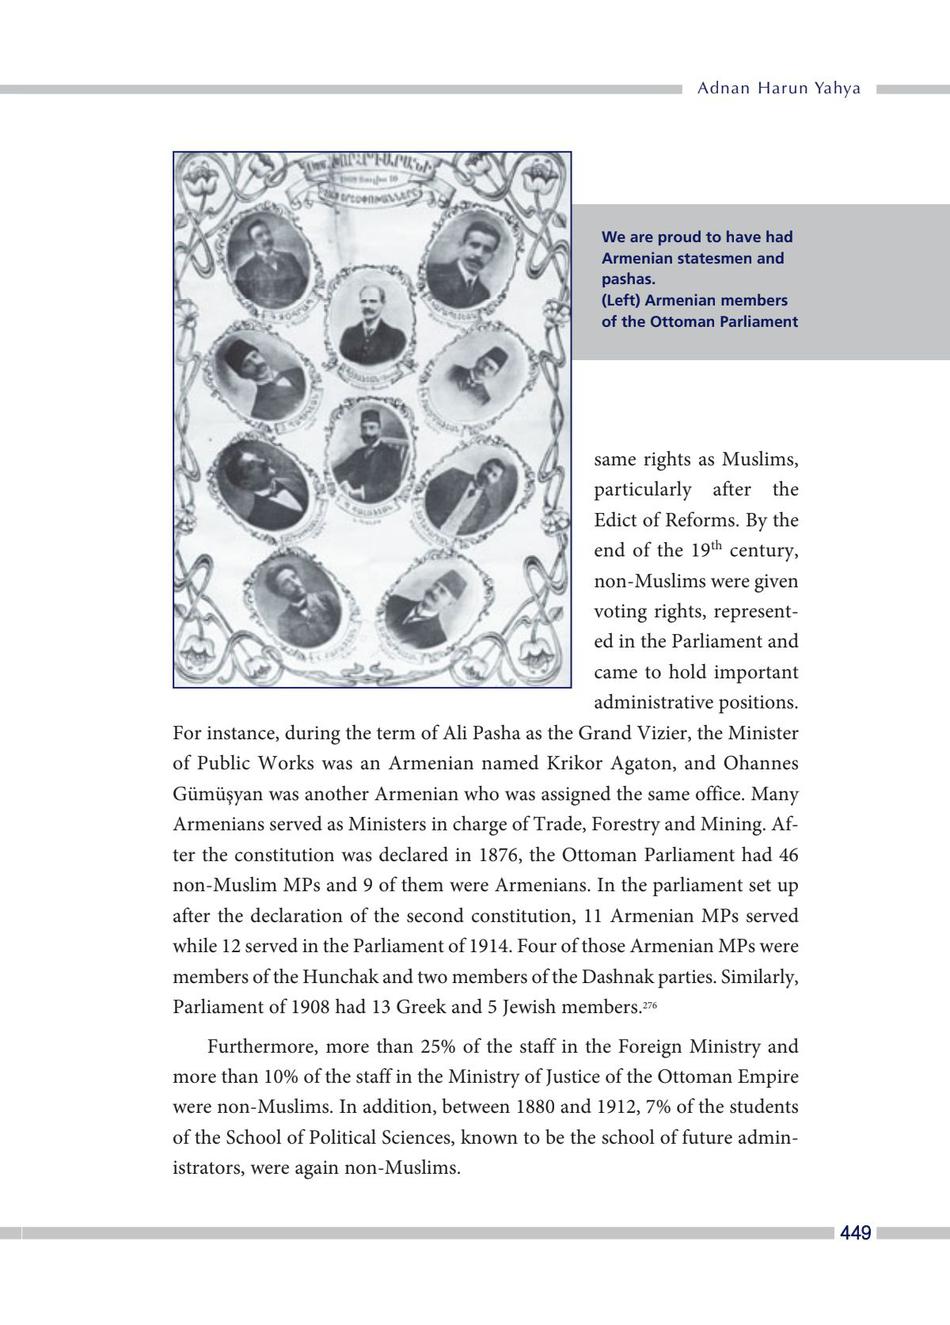 Adnan Harun Yahya
1908
We are proud to have had
Armenian statesmen and
pashas.
(Left) Armenian members
of the Ottoman Parliament
same rights as Muslims,
particularly after the
Edict of Reforms. By the
end of the 19th century,
non-Muslims were given
voting rights, represent-
ed in the Parliament and
came to hold important
administrative positions.
For instance, during the term of Ali Pasha as the Grand Vizier, the Minister
of Public Works was an Armenian named Krikor Agaton, and Ohannes
Gümüşyan was another Armenian who was assigned the same office. Many
Armenians served as Ministers in charge of Trade, Forestry and Mining. Af-
ter the constitution was declared in 1876, the Ottoman Parliament had 46
non-Muslim MPs and 9 of them were Armenians. In the parliament set up
after the declaration of the second constitution, 11 Armenian MPs served
while 12 served in the Parliament of 1914. Four of those Armenian MPs were
members of the Hunchak and two members of the Dashnak parties. Similarly,
Parliament of 1908 had 13 Greek and 5 Jewish members.276
Furthermore, more than 25% of the staff in the Foreign Ministry and
more than 10% of the staff in the Ministry of Justice of the Ottoman Empire
were non-Muslims. In addition, between 1880 and 1912, 7% of the students
of the School of Political Sciences, known to be the school of future admin-
istrators, were again non-Muslims.
449